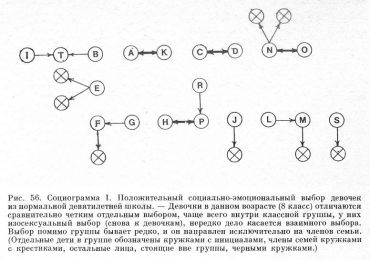 I T B A K C D N O
E R
F G H P J L M S
Рис. 56. Социограмма I. Положительный социально-эмоциональный выбор девочек
из нормальной девятилетней школы. — Девочки в данном возрасте (8 класс) отличаются
сравнительно четким отдельным выбором, чаще всего внутри классной группы, у них
изосексуальный выбор (снова к девочкам), нередко дело касается взаимного выбора.
Выбор помимо группы бывает редко, и он направлен исключительно на членов семьи.
(Отдельные дети в группе обозначены кружками с инициалами, члены семьи кружками
с крестиками, остальные лица, стоящие вне группы, черными кружками.)